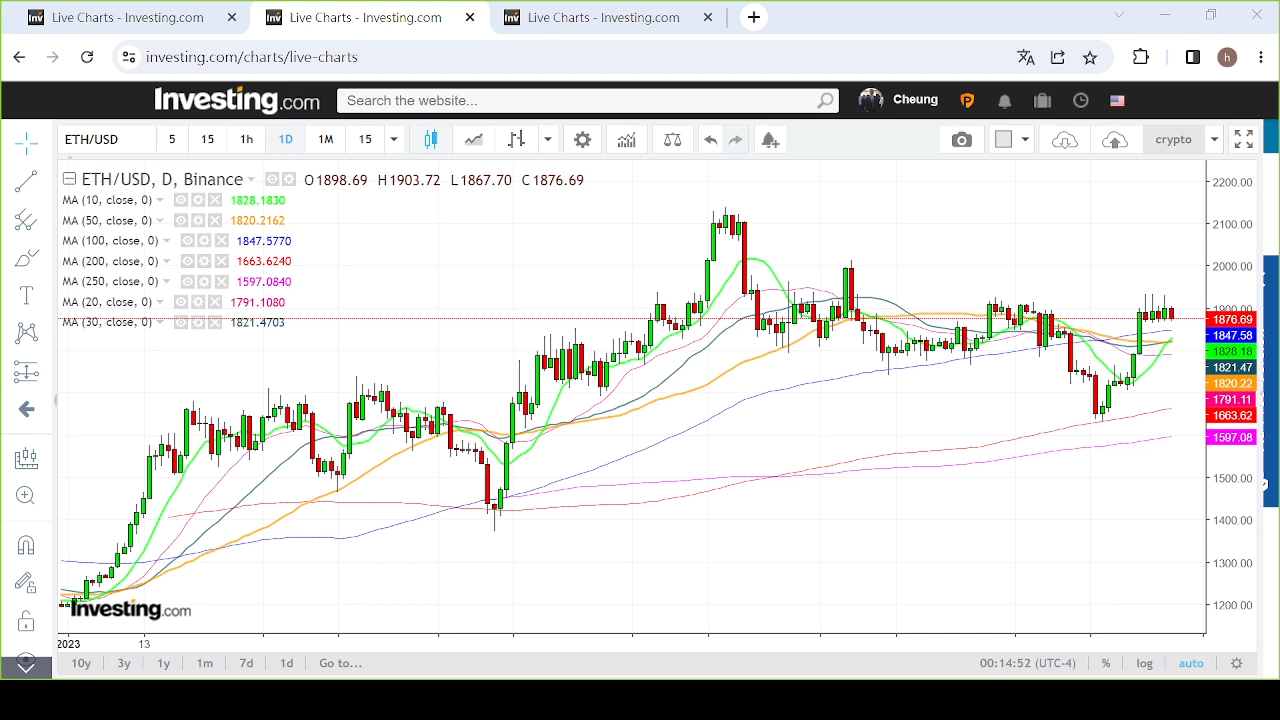 Live Charts - Investing.com
Live Charts - Investing.com
Live Charts - Investing.com
investing.com/charts/live-charts
Investing.com
Search the website...
Cheung
ETH/USD 5 15 1h 1D 1M 15 crypto
ETH/USD, D, Binance O1898.69 H1903.72 L1867.70 C1876.69
MA (10, close, 0) 1828.1830
MA (50, close, 0) 1820.2162
MA (100, close, 0) 1847.5770
MA (200, close, 0) 1663.6240
MA (250, close, 0) 1597.0840
MA (20, close, 0) 1791.1080
MA (30, close, 0) 1821.4703
2200.00
2100.00
2000.00
1876.69
1847.58
1828.18
1821.47
1820.22
1791.11
1663.62
1597.08
1500.00
1400.00
1300.00
1200.00
Investing.com
2023 13
10y 3y 1y 1m 7d 1d Go to... 00:14:52 (UTC-4) % log auto